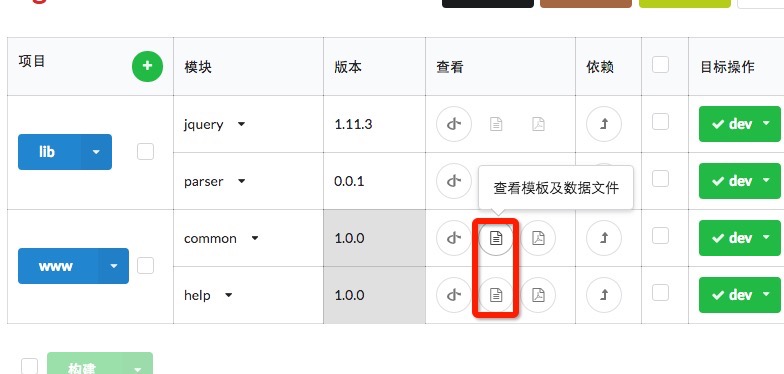 项目
模块
版本
查看
依赖
目标操作
lib
jquery
1.11.3
dev
parser
0.0.1
查看模板及数据文件
dev
www
common
1.0.0
dev
help
1.0.0
dev
构建